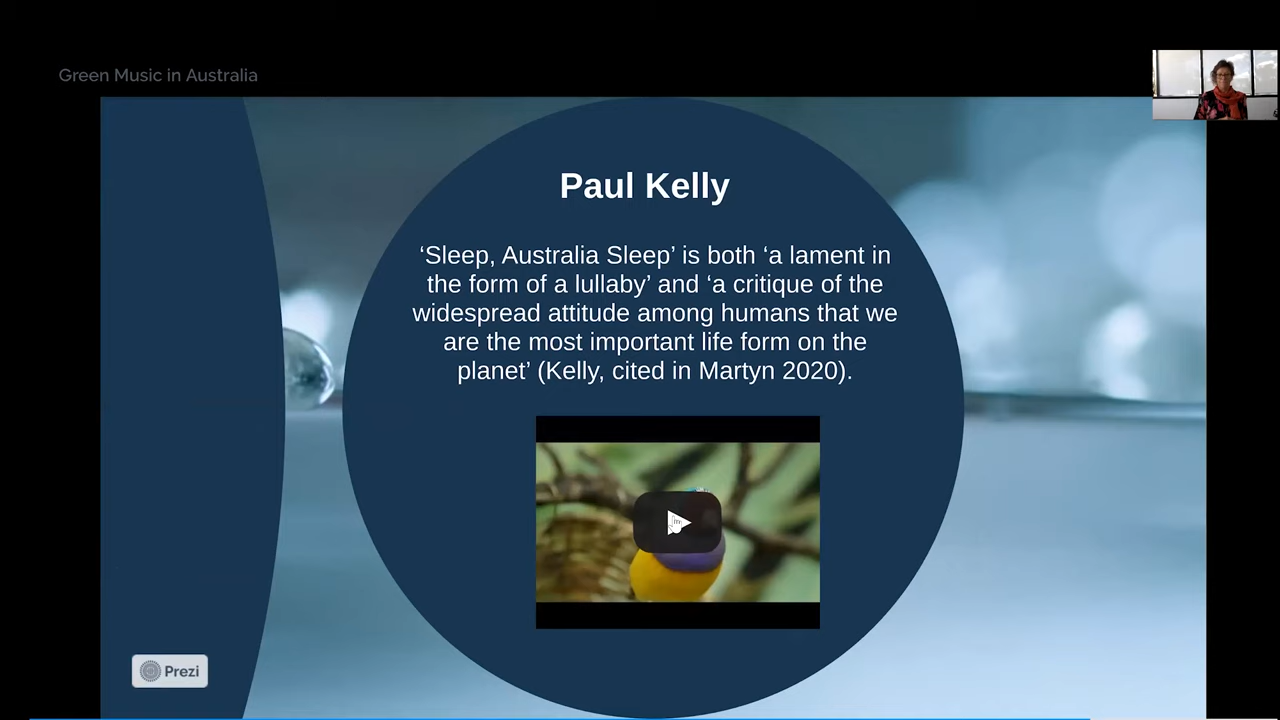 Green Music in Australia
Paul Kelly
‘Sleep, Australia Sleep’ is both ‘a lament in
the form of a lullaby’ and ‘a critique of the
widespread attitude among humans that we
are the most important life form on the
planet’ (Kelly, cited in Martyn 2020).
Prezi